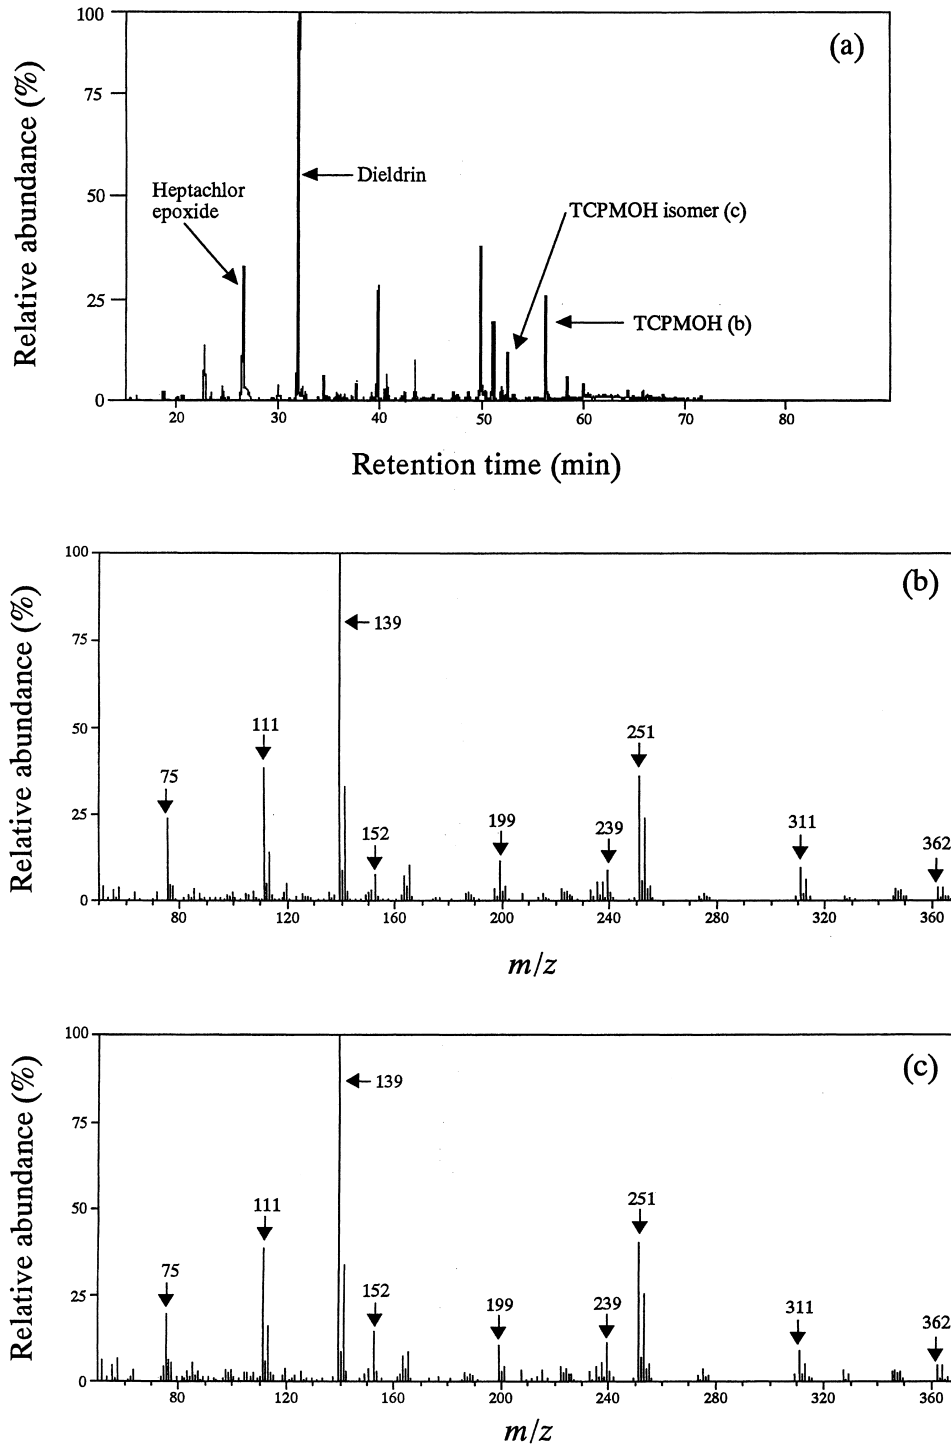 (a)
Relative abundance (%)
100
75
50
25
0
Heptachlor
epoxide
Dieldrin
TCPMOH isomer (c)
TCPMOH (b)
20 30 40 50 60 70 80
Retention time (min)
(b)
Relative abundance (%)
100
75
50
25
0
75
111
139
152
199
239
251
311
362
80 120 160 200 240 280 320 360
m/z
(c)
Relative abundance (%)
100
75
50
25
0
75
111
139
152
199
239
251
311
362
80 120 160 200 240 280 320 360
m/z